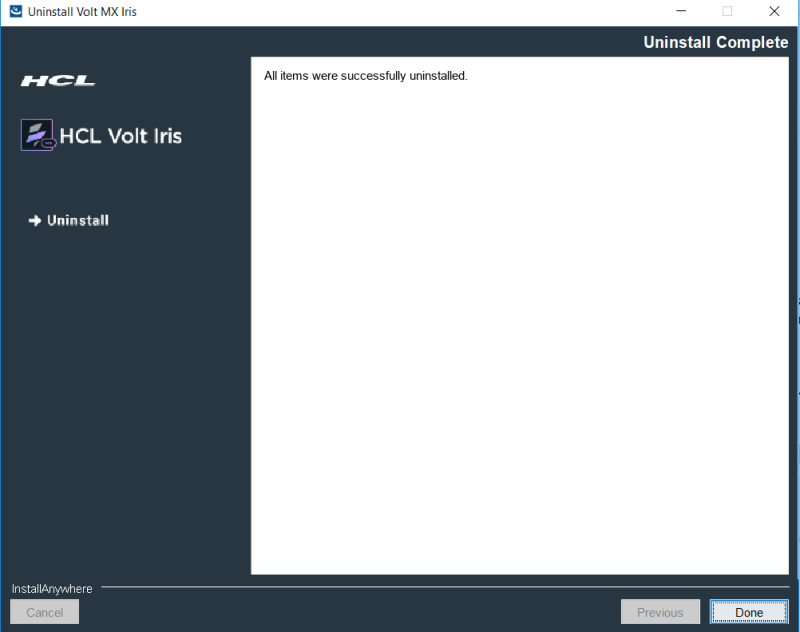 Uninstall Volt MX Iris
Uninstall Complete
HCL
HCL Volt Iris
Uninstall
All items were successfully uninstalled.
InstallAnywhere
Cancel
Previous
Done